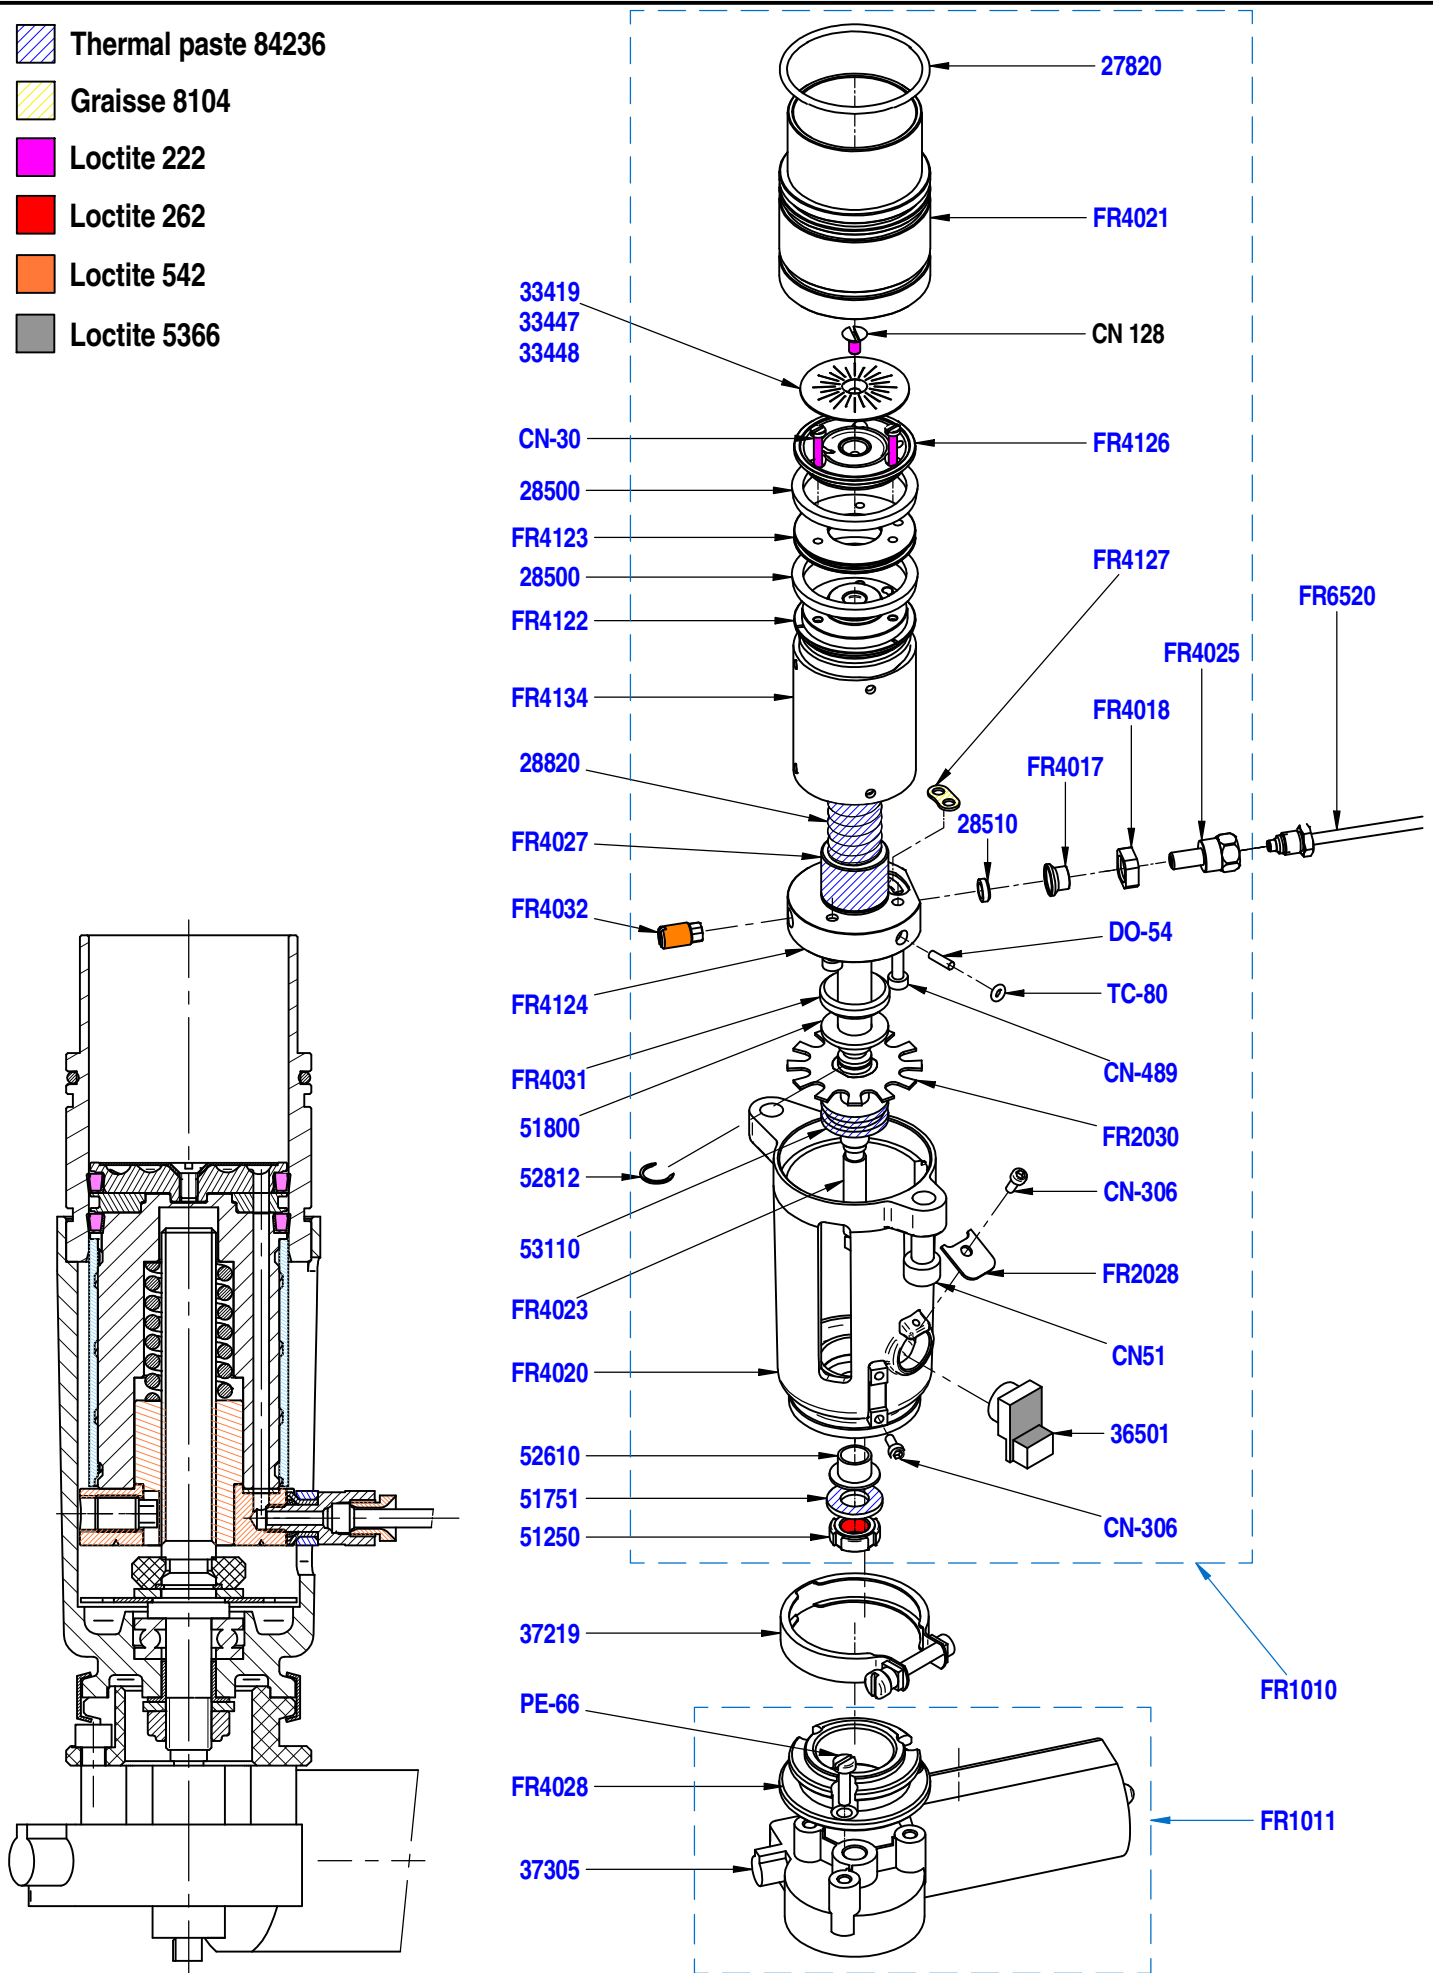 Thermal paste 84236
Graisse 8104
Loctite 222
Loctite 262
Loctite 542
Loctite 5366
27820
FR4021
33419
33447
33448
CN 128
CN-30
FR4126
28500
FR4123
28500
FR4127
FR4122
FR6520
FR4025
FR4134
FR4018
28820
FR4017
28510
FR4027
FR4032
DO-54
FR4124
TC-80
FR4031
CN-489
51800
FR2030
52812
CN-306
53110
FR2028
FR4023
CN51
FR4020
36501
52610
51751
51250
CN-306
37219
PE-66
FR1010
FR4028
FR1011
37305